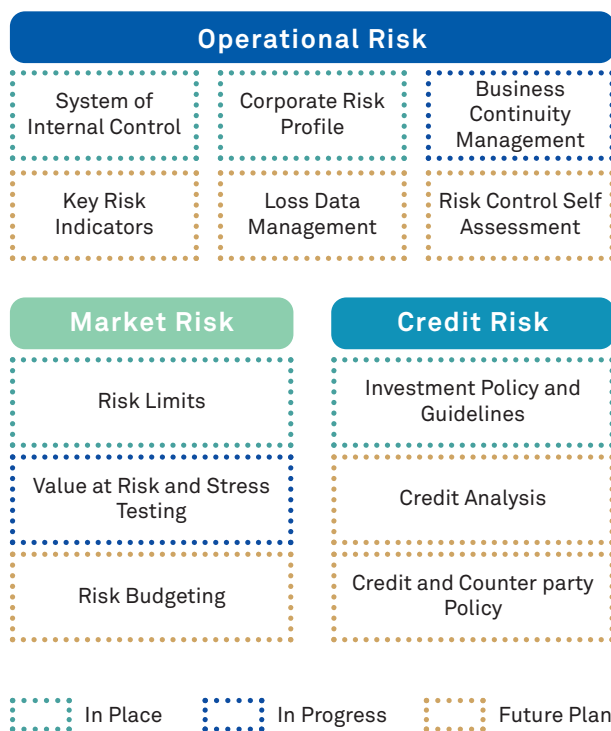 Operational Risk
System of
Internal Control
Corporate Risk
Profile
Business
Continuity
Management
Key Risk
Indicators
Loss Data
Management
Risk Control Self
Assessment
Market Risk
Credit Risk
Risk Limits
Investment Policy and
Guidelines
Value at Risk and Stress
Testing
Credit Analysis
Risk Budgeting
Credit and Counter party
Policy
In Place
In Progress
Future Plan